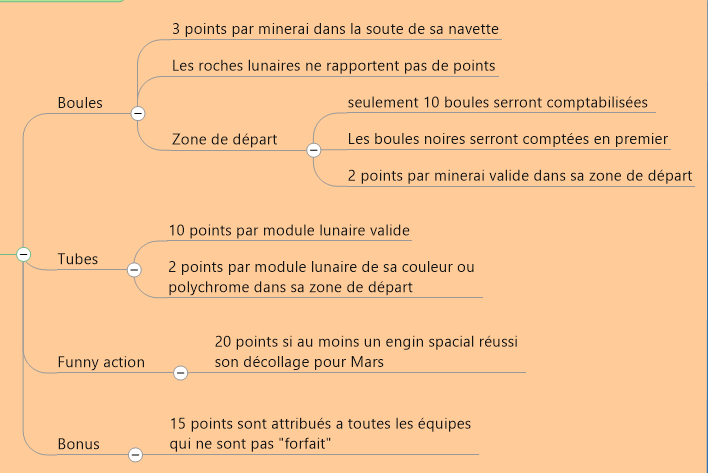 Boules
3 points par minerai dans la soute de sa navette
Les roches lunaires ne rapportent pas de points
Zone de départ
seulement 10 boules serront comptabilisées
Les boules noires serront comptées en premier
2 points par minerai valide dans sa zone de départ
Tubes
10 points par module lunaire valide
2 points par module lunaire de sa couleur ou
polychrome dans sa zone de départ
Funny action
20 points si au moins un engin spacial réussi
son décollage pour Mars
Bonus
15 points sont attribués a toutes les équipes
qui ne sont pas "forfait"